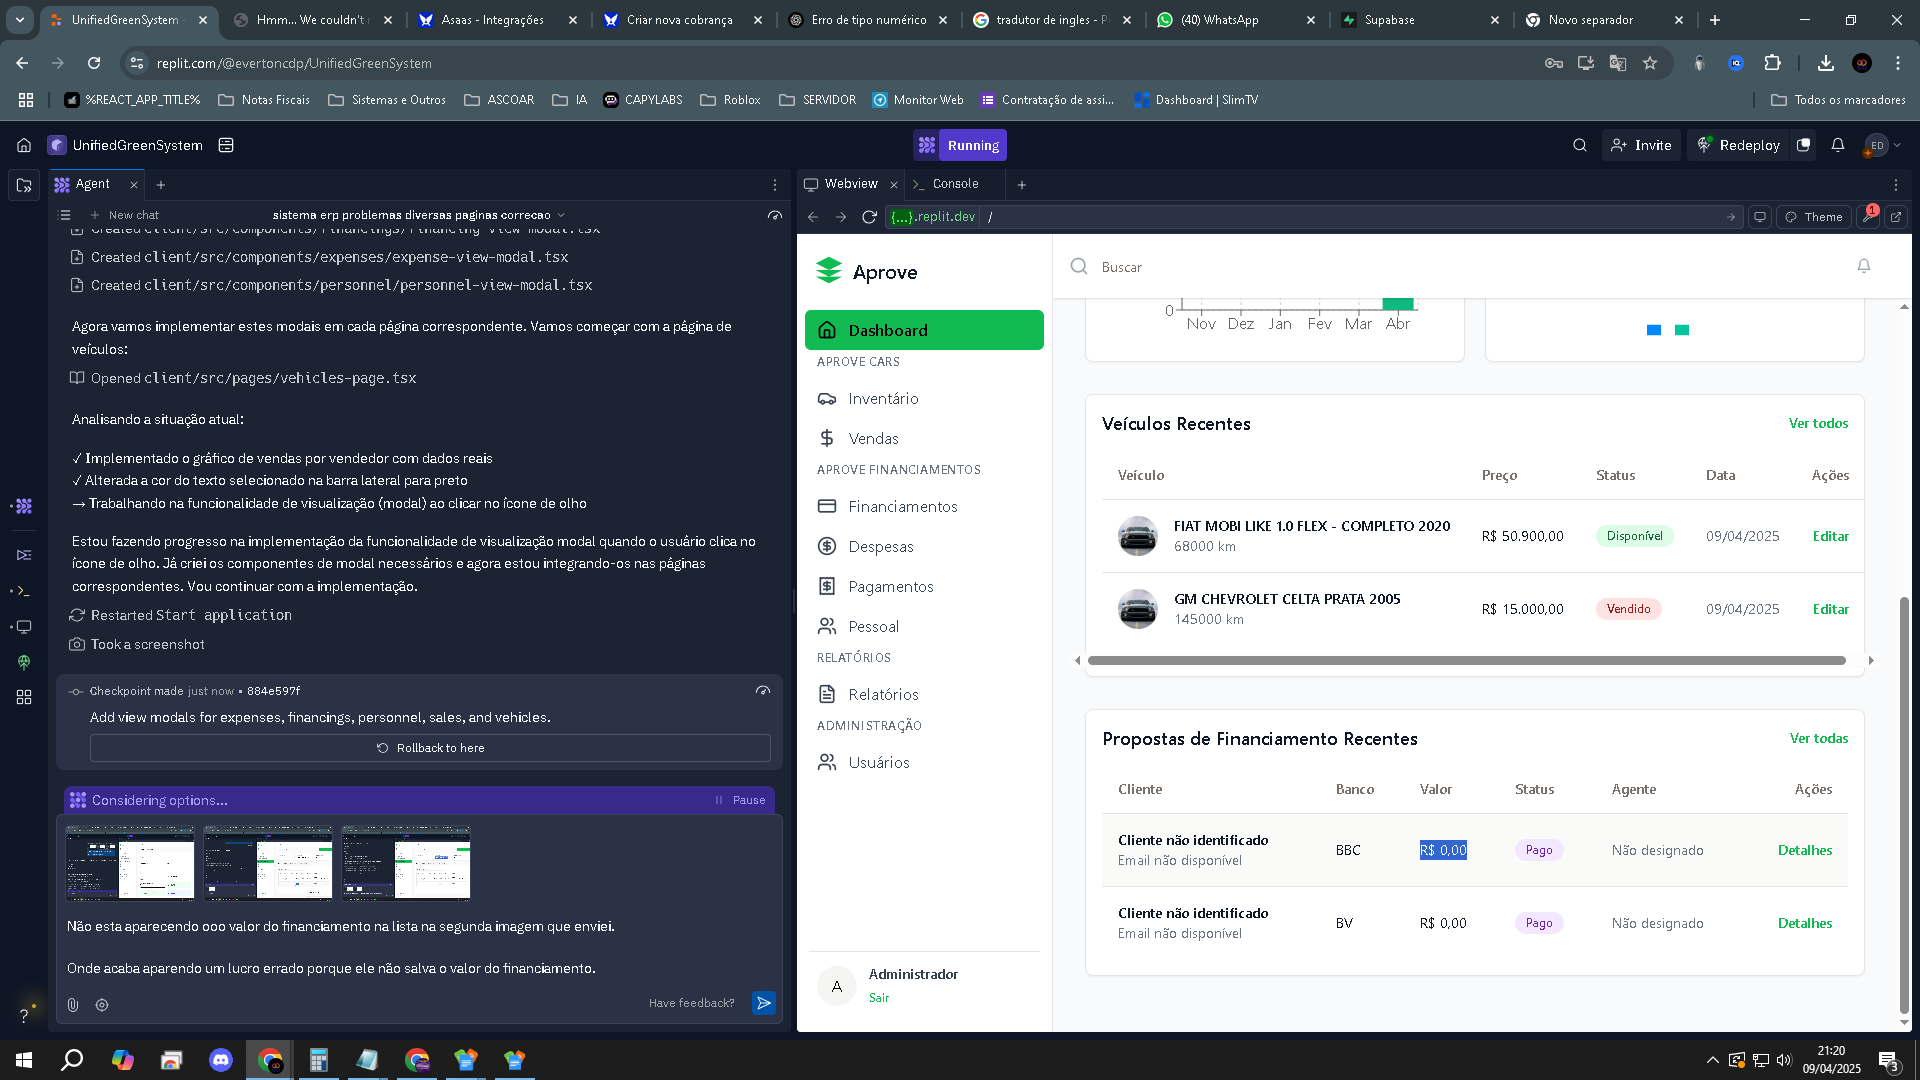 UnifiedGreenSystem -
Hmm... We couldn't r
Asaas - Integrações
Criar nova cobrança
Erro de tipo numérico
tradutor de ingles - P
(40) WhatsApp
Supabase
Novo separador
replit.com/@evertoncdp/UnifiedGreenSystem
%REACT_APP_TITLE%
Notas Fiscais
Sistemas e Outros
ASCOAR
IA
CAPYLABS
Roblox
SERVIDOR
Monitor Web
Contratação de assi...
Dashboard | SlimTV
Todos os marcadores
UnifiedGreenSystem
Running
Invite
Redeploy
ED
Agent
New chat
sistema erp problemas diversas paginas correcao
Created client/src/components/financings/financing-view-modal.tsx
Created client/src/components/expenses/expense-view-modal.tsx
Created client/src/components/personnel/personnel-view-modal.tsx
Agora vamos implementar estes modais em cada página correspondente. Vamos começar com a página de
veículos:
Opened client/src/pages/vehicles-page.tsx
Analisando a situação atual:
✓ Implementado o gráfico de vendas por vendedor com dados reais
✓ Alterada a cor do texto selecionado na barra lateral para preto
→ Trabalhando na funcionalidade de visualização (modal) ao clicar no ícone de olho
Estou fazendo progresso na implementação da funcionalidade de visualização modal quando o usuário clica no
ícone de olho. Já criei os componentes de modal necessários e agora estou integrando-os nas páginas
correspondentes. Vou continuar com a implementação.
Restarted Start application
Took a screenshot
Checkpoint made just now • 884e597f
Add view modals for expenses, financings, personnel, sales, and vehicles.
Rollback to here
Considering options...
Pause
Não esta aparecendo ooo valor do financiamento na lista na segunda imagem que enviei.
Onde acaba aparendo um lucro errado porque ele não salva o valor do financiamento.
Have feedback?
Webview
Console
{...}.replit.dev /
Theme
1
Aprove
Buscar
Dashboard
APROVE CARS
Inventário
Vendas
APROVE FINANCIAMENTOS
Financiamentos
Despesas
Pagamentos
Pessoal
RELATÓRIOS
Relatórios
ADMINISTRAÇÃO
Usuários
A
Administrador
Sair
0
Nov Dez Jan Fev Mar Abr
Veículos Recentes
Ver todos
Veículo Preço Status Data Ações
FIAT MOBI LIKE 1.0 FLEX - COMPLETO 2020
68000 km
R$ 50.900,00 Disponível 09/04/2025 Editar
GM CHEVROLET CELTA PRATA 2005
145000 km
R$ 15.000,00 Vendido 09/04/2025 Editar
Propostas de Financiamento Recentes
Ver todas
Cliente Banco Valor Status Agente Ações
Cliente não identificado
Email não disponível
BBC R$ 0,00 Pago Não designado Detalhes
Cliente não identificado
Email não disponível
BV R$ 0,00 Pago Não designado Detalhes
?
21:20
09/04/2025
3